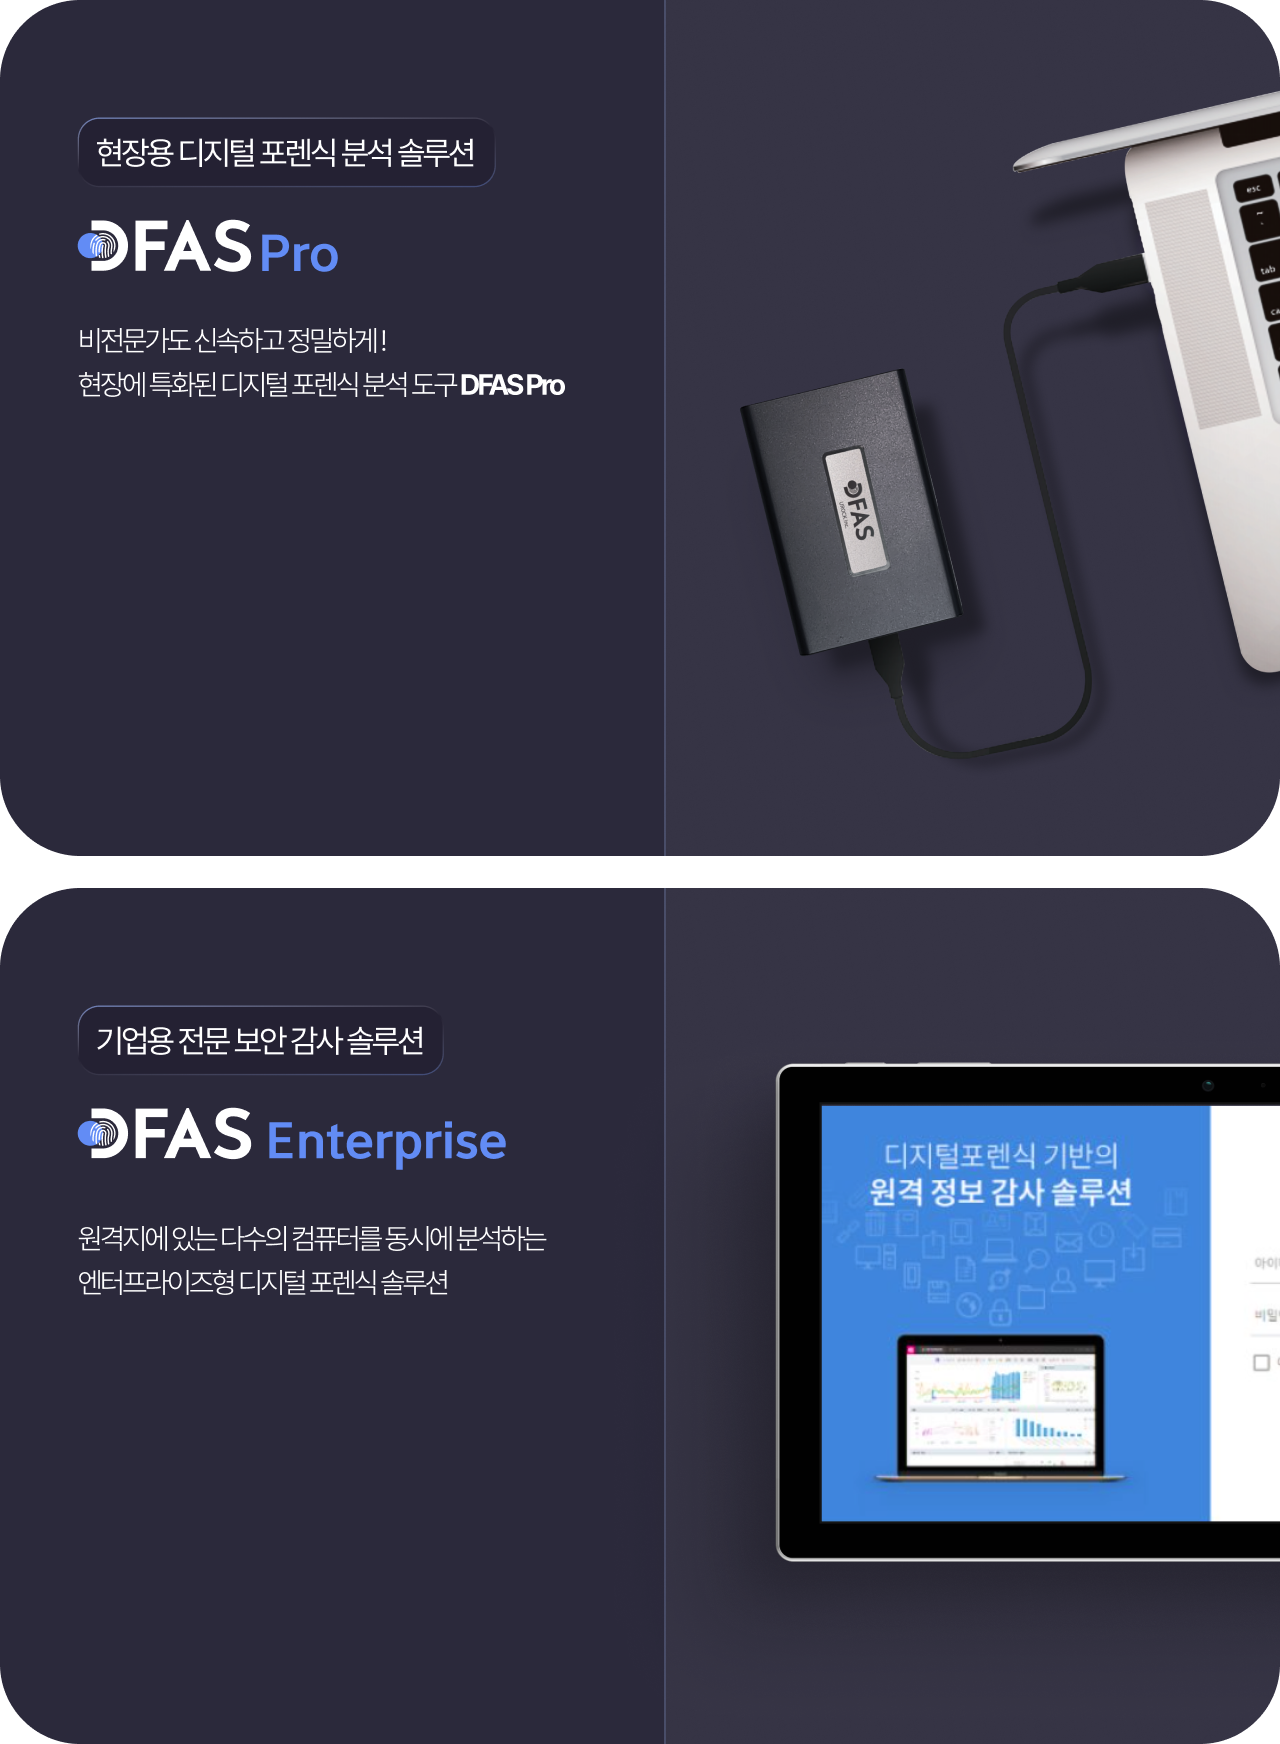 현장용 디지털 포렌식 분석 솔루션
DFAS Pro
비전문가도 신속하고 정밀하게!
현장에 특화된 디지털 포렌식 분석 도구 DFAS Pro
esc
~
tab
DFAS
기업용 전문 보안 감사 솔루션
DFAS Enterprise
원격지에 있는 다수의 컴퓨터를 동시에 분석하는
엔터프라이즈형 디지털 포렌식 솔루션
디지털포렌식 기반의
원격 정보 감사 솔루션